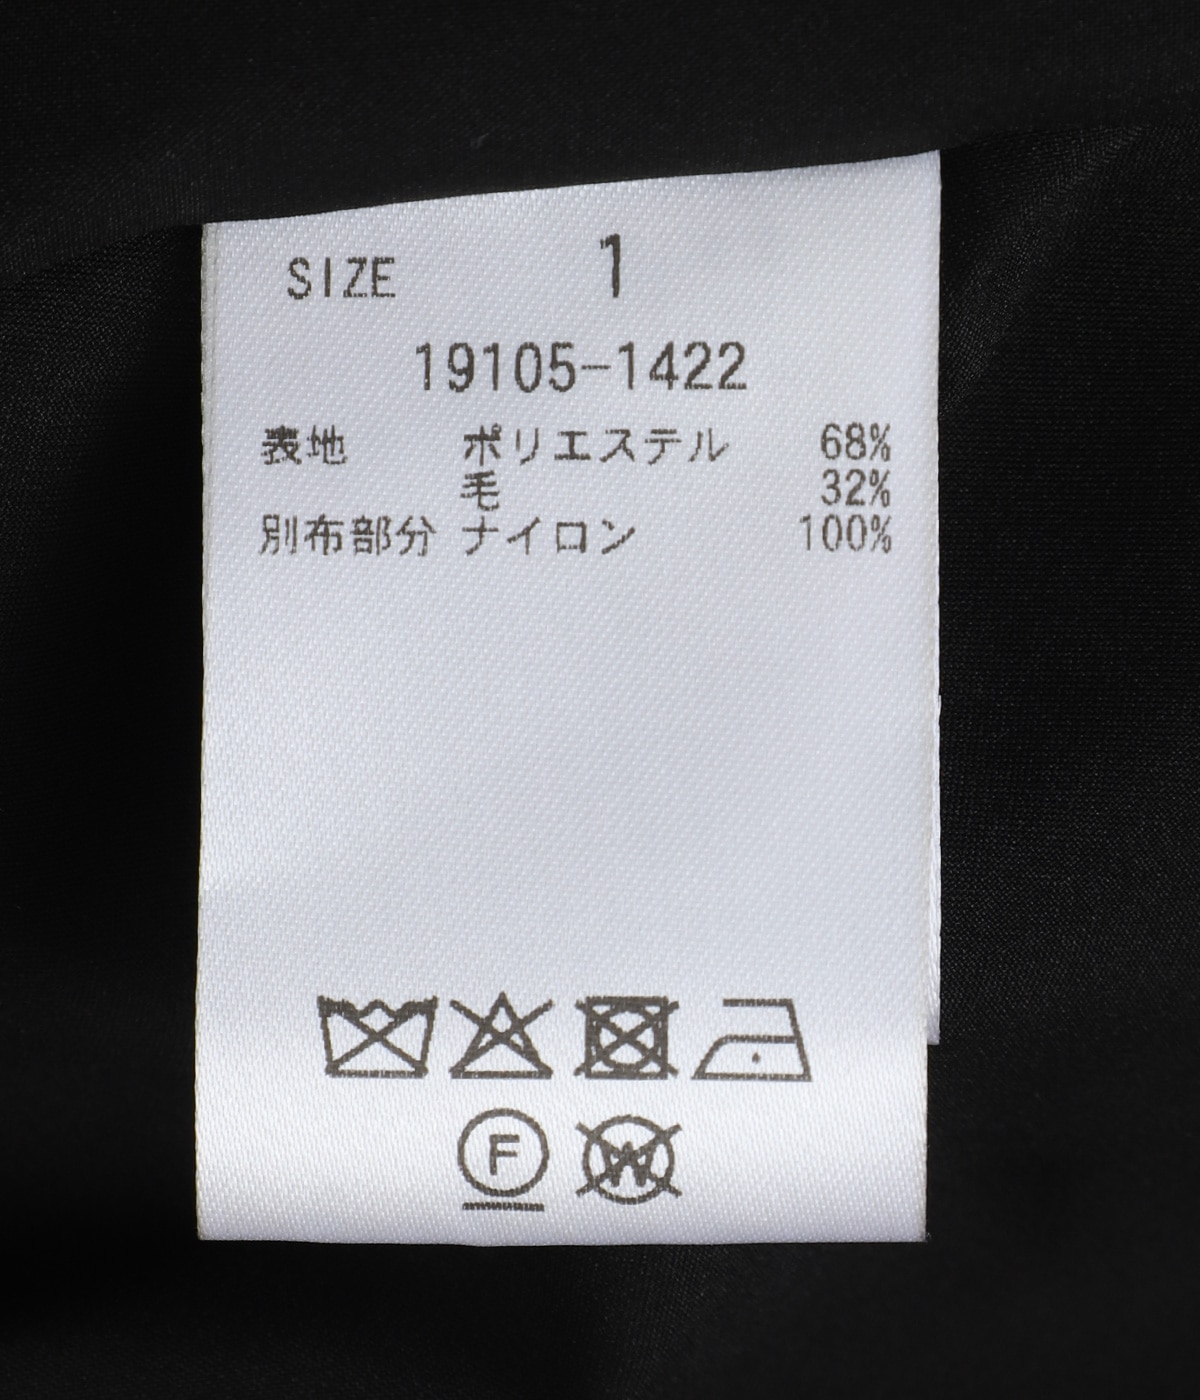 SIZE 1
19105-1422
表地 ポリエステル 68%
毛 32%
別布部分 ナイロン 100%
F W